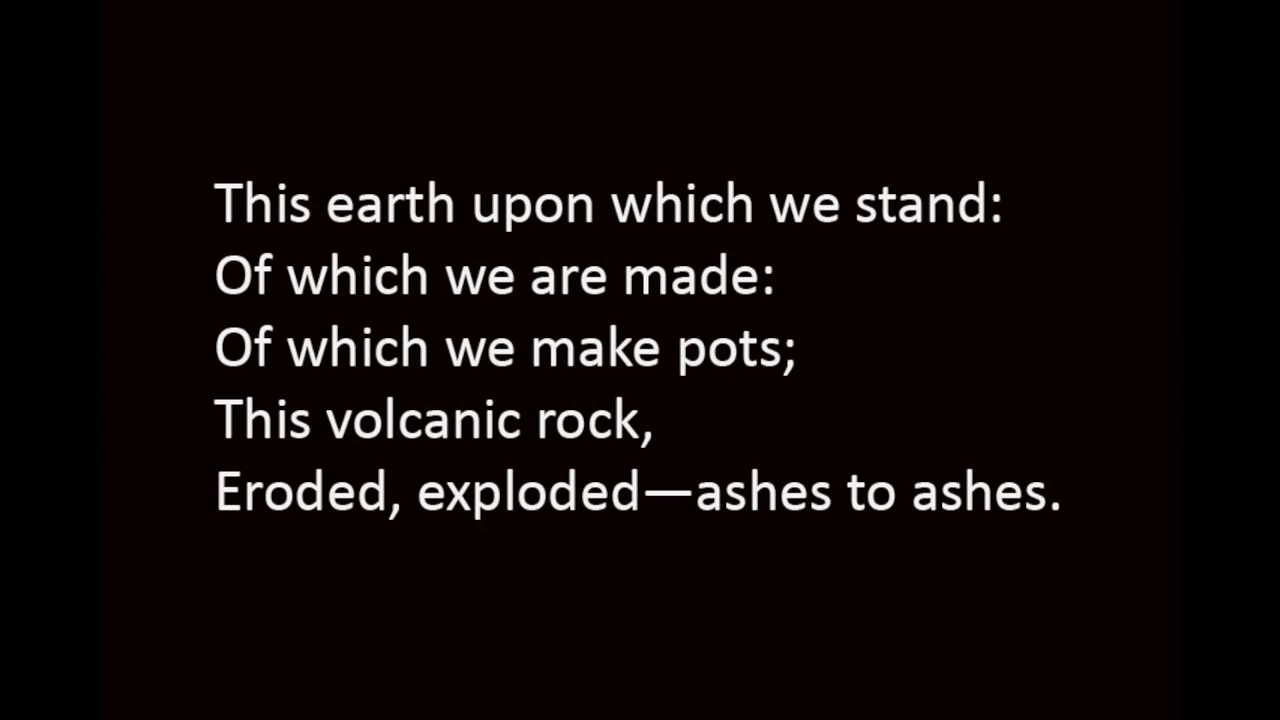 This earth upon which we stand:
Of which we are made:
Of which we make pots;
This volcanic rock,
Eroded, exploded—ashes to ashes.